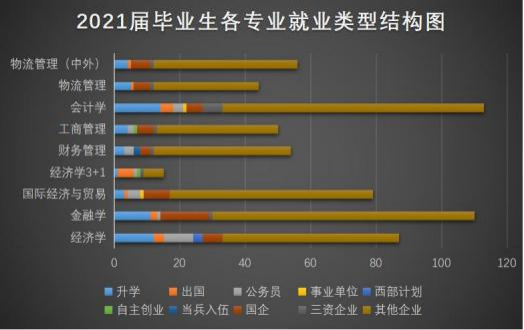 2021届毕业生各专业就业类型结构图
物流管理（中外）
物流管理
会计学
工商管理
财务管理
经济学3+1
国际经济与贸易
金融学
经济学
0 20 40 60 80 100 120
升学 出国 公务员 事业单位 西部计划
自主创业 当兵入伍 国企 三资企业 其他企业